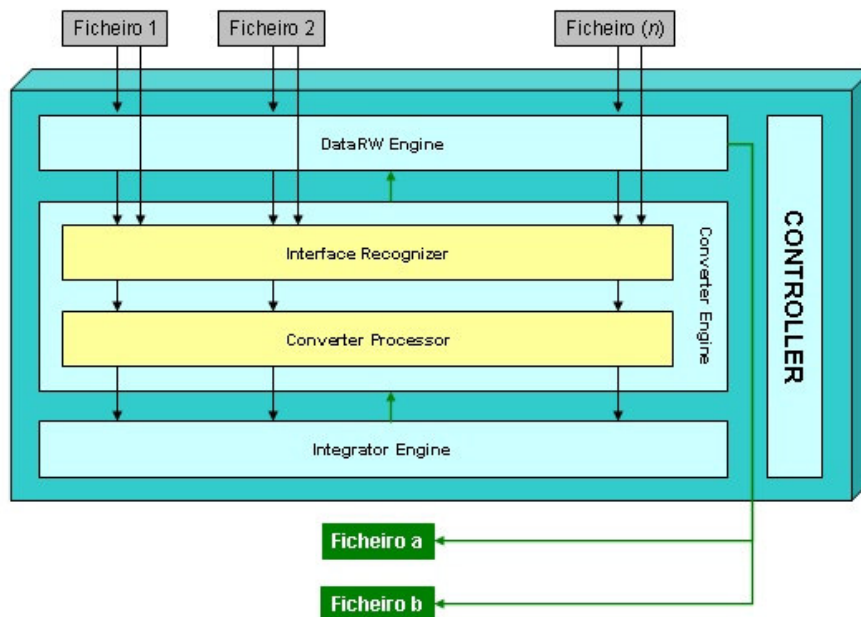 Ficheiro 1
Ficheiro 2
Ficheiro (n)
DataRW Engine
Interface Recognizer
Converter Processor
Converter Engine
Integrator Engine
CONTROLLER
Ficheiro a
Ficheiro b